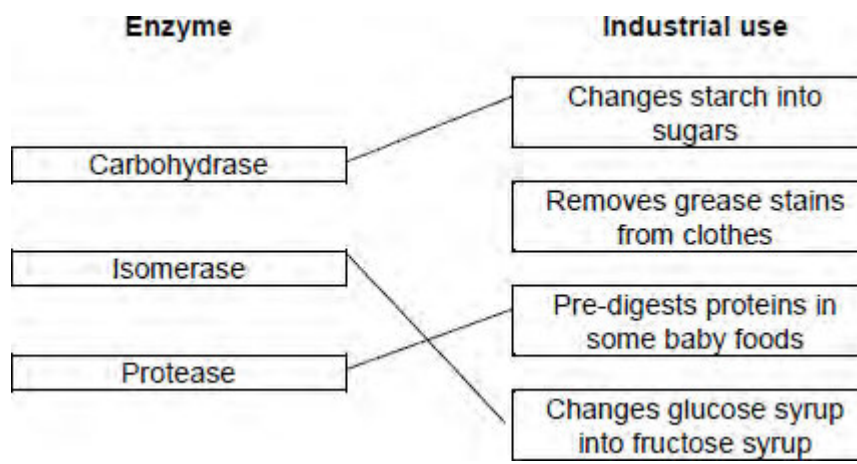 Enzyme
Industrial use
Changes starch into
sugars
Carbohydrase
Removes grease stains
from clothes
Isomerase
Pre-digests proteins in
some baby foods
Protease
Changes glucose syrup
into fructose syrup